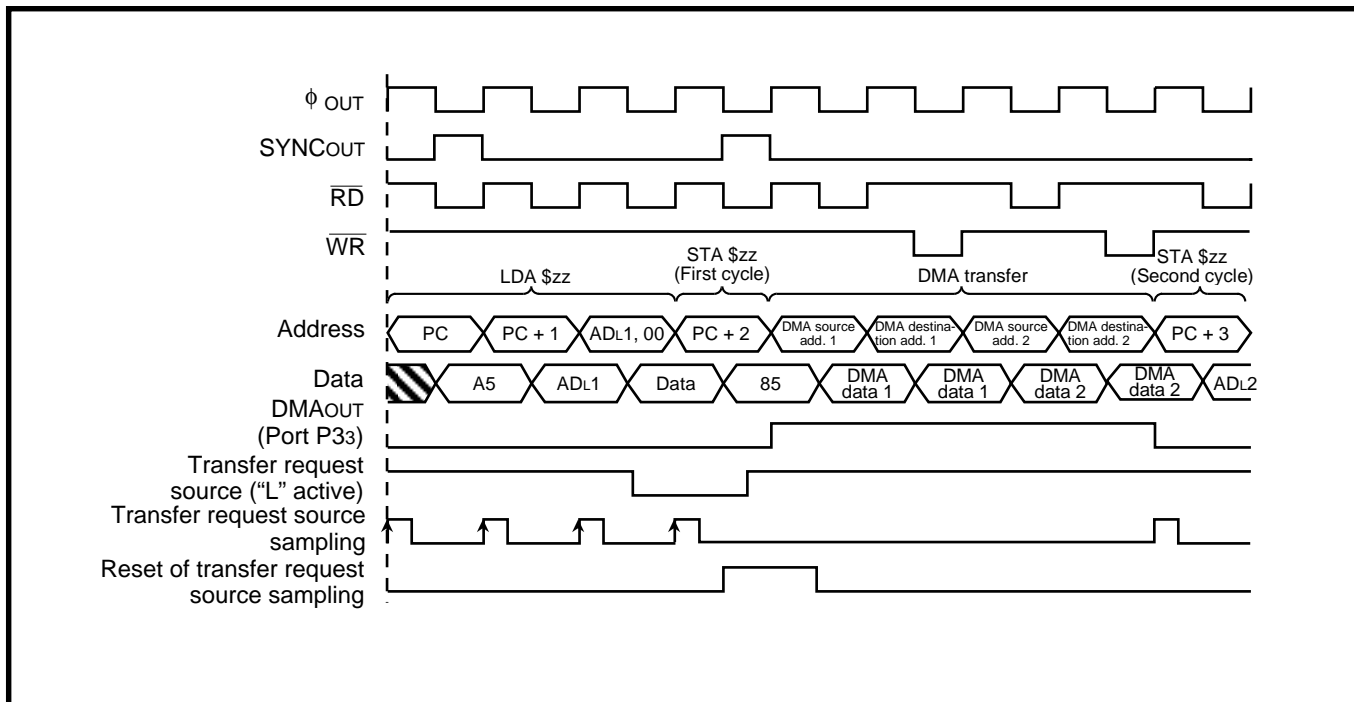 ϕ OUT
SYNCOUT
RD
WR
LDA $zz
STA $zz
(First cycle)
DMA transfer
STA $zz
(Second cycle)
Address
PC
PC + 1
ADL1, 00
PC + 2
DMA source
add. 1
DMA destina-
tion add. 1
DMA source
add. 2
DMA destina-
tion add. 2
PC + 3
Data
A5
ADL1
Data
85
DMA
data 1
DMA
data 1
DMA
data 2
DMA
data 2
ADL2
DMAOUT
(Port P33)
Transfer request
source (“L” active)
Transfer request source
sampling
Reset of transfer request
source sampling